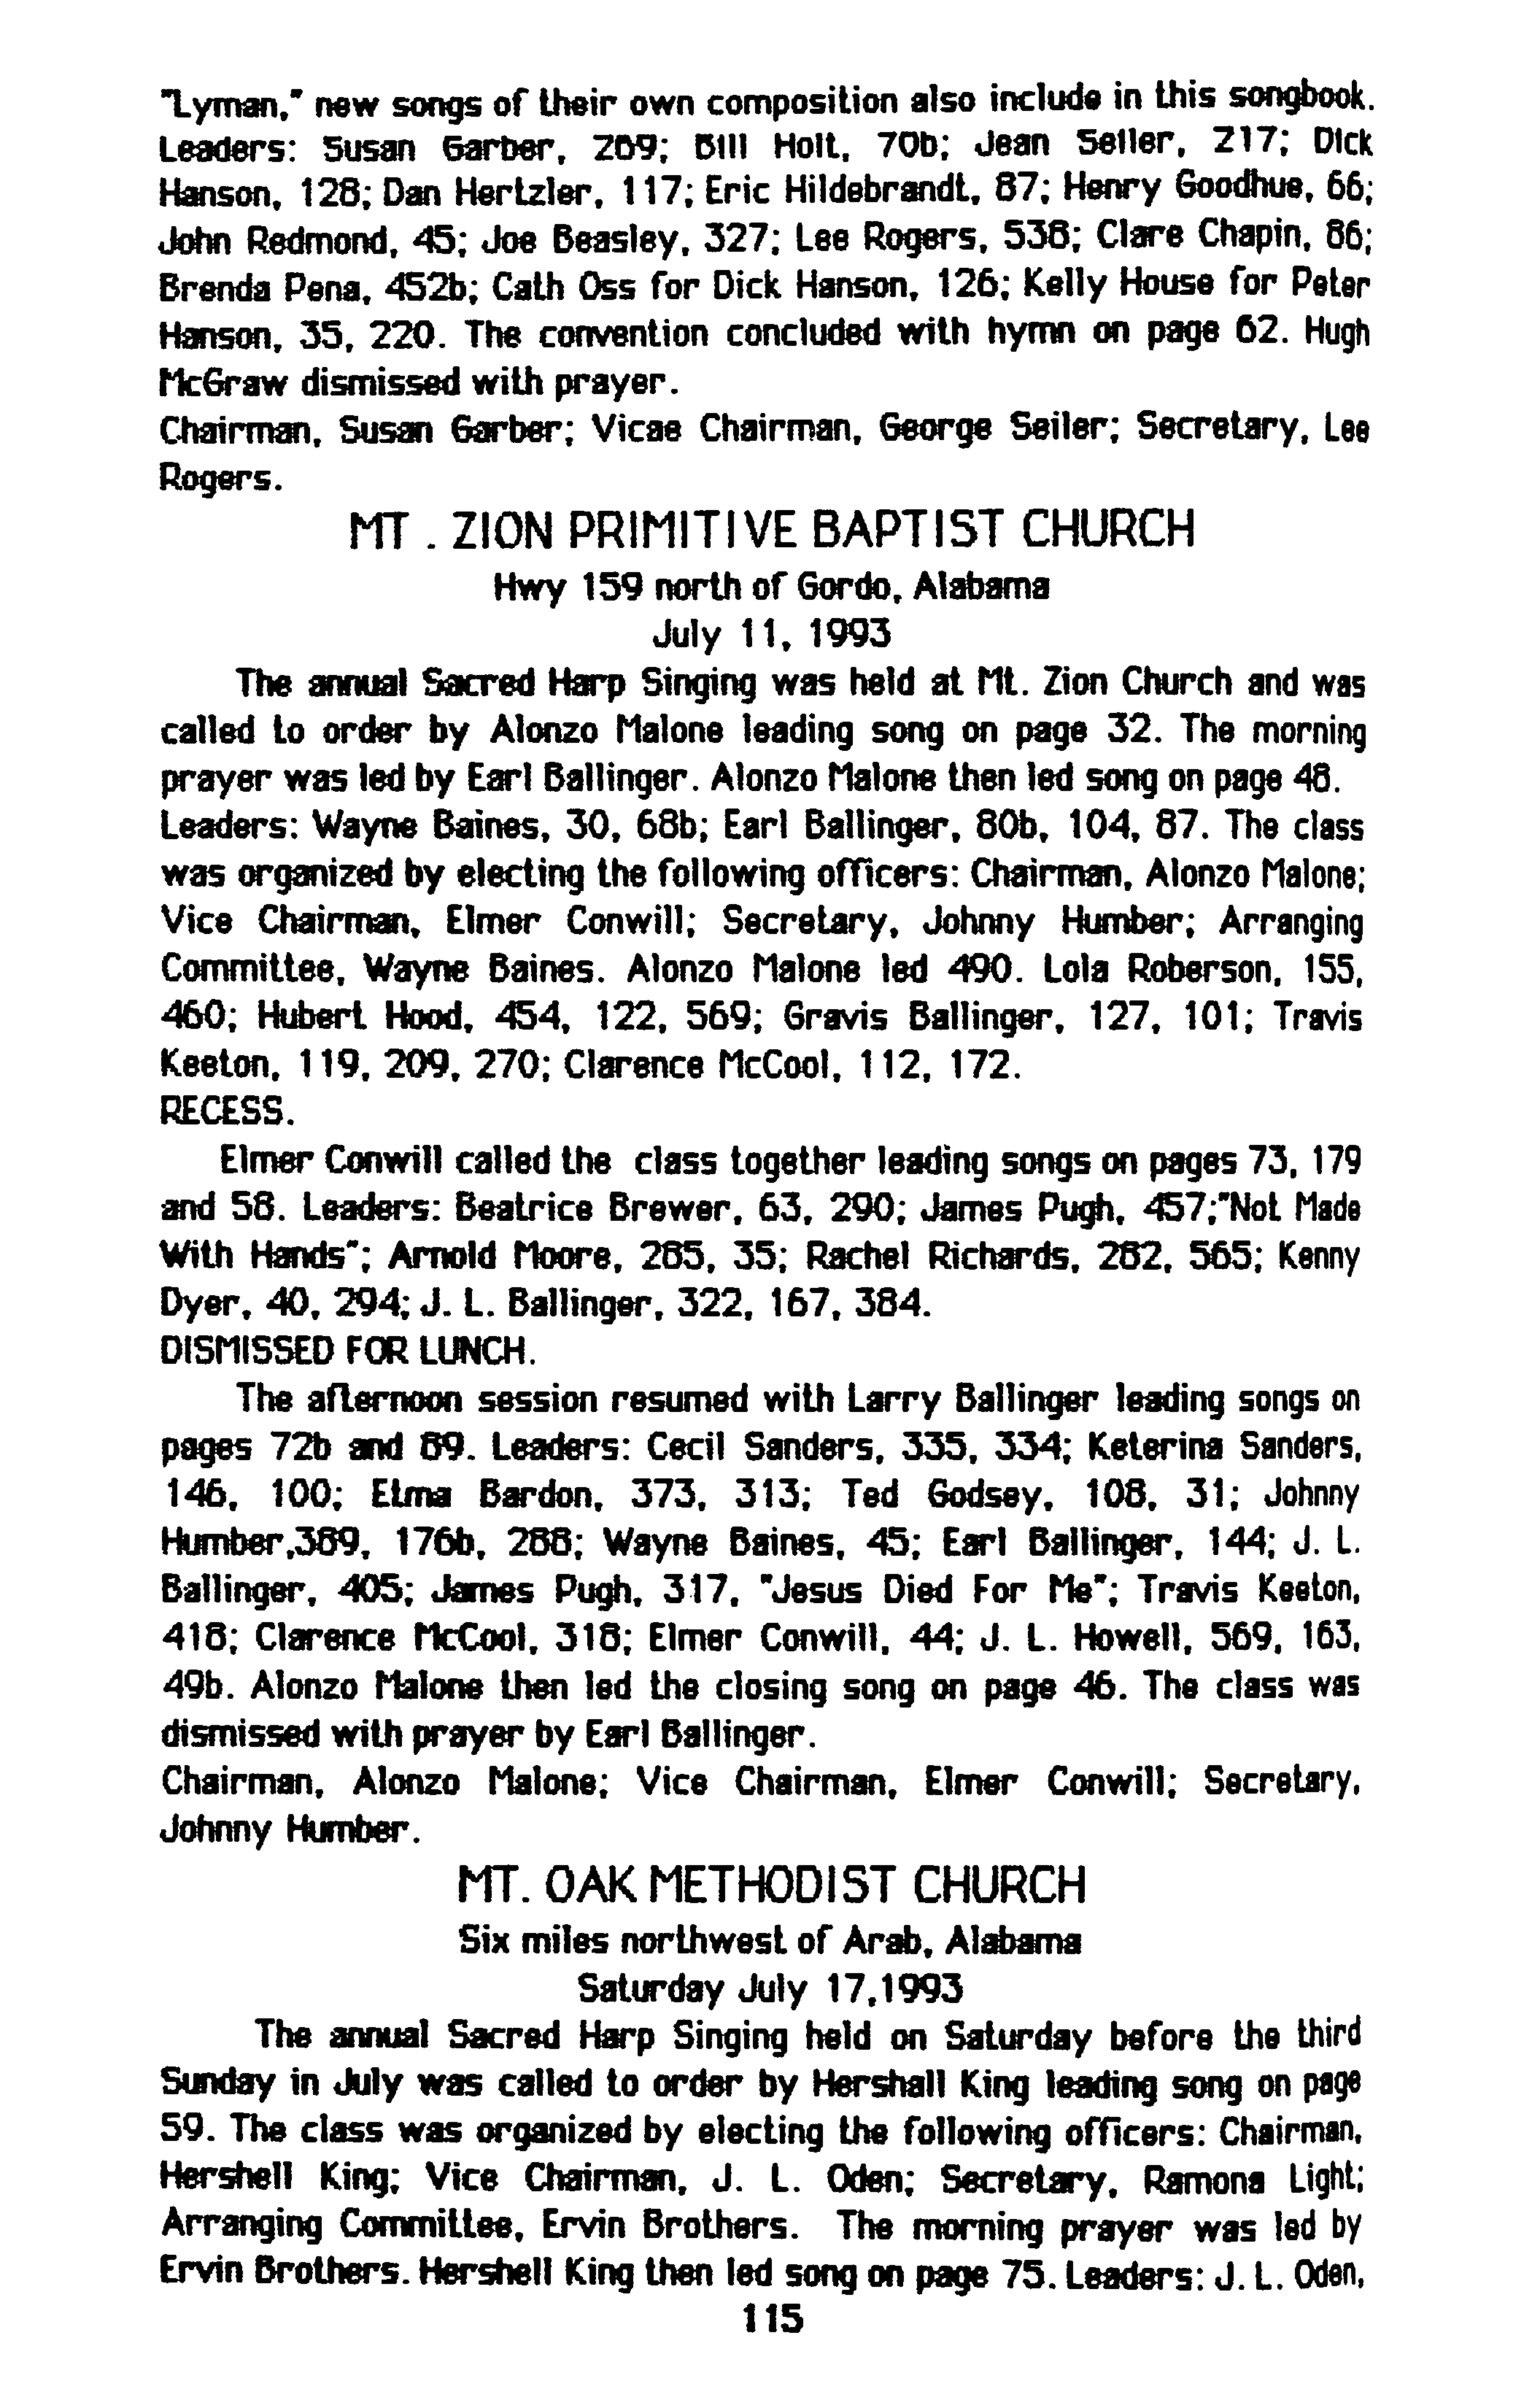 "Lyman," new songs of their own composition also include in this songbook.
Leaders: Susan Garber, 269; Bill Holt, 70b; Jean Seiler, 217; Dick
Hanson, 128; Dan Hertzler, 117; Eric Hildebrandt, 87; Henry Goodhue, 66;
John Redmond, 45; Joe Beasley, 327; Lee Rogers, 538; Clare Chapin, 86;
Brenda Pena, 452b; Cath Oss for Dick Hanson, 126; Kelly House for Peter
Hanson, 35, 220. The convention concluded with hymn on page 62. Hugh
McGraw dismissed with prayer.
Chairman, Susan Garber; Vicae Chairman, George Seiler; Secretary, Lee
Rogers.
MT . ZION PRIMITIVE BAPTIST CHURCH
Hwy 159 north of Gordo, Alabama
July 11, 1993
The annual Sacred Harp Singing was held at Mt. Zion Church and was
called to order by Alonzo Malone leading song on page 32. The morning
prayer was led by Earl Ballinger. Alonzo Malone then led song on page 48.
Leaders: Wayne Baines, 30, 68b; Earl Ballinger, 80b, 104, 87. The class
was organized by electing the following officers: Chairman, Alonzo Malone;
Vice Chairman, Elmer Conwill; Secretary, Johnny Humber; Arranging
Committee, Wayne Baines. Alonzo Malone led 490. Lola Roberson, 155,
460; Hubert Hood, 454, 122, 569; Gravis Ballinger, 127, 101; Travis
Keeton, 119, 209, 270; Clarence McCool, 112, 172.
RECESS.
Elmer Conwill called the class together leading songs on pages 73, 179
and 58. Leaders: Beatrice Brewer, 63, 290; James Pugh, 457;"Not Made
With Hands"; Arnold Moore, 285, 35; Rachel Richards, 282, 565; Kenny
Dyer, 40, 294; J. L. Ballinger, 322, 167, 384.
DISMISSED FOR LUNCH.
The afternoon session resumed with Larry Ballinger leading songs on
pages 72b and 89. Leaders: Cecil Sanders, 335, 334; Keterina Sanders,
146, 100; Etma Bardon, 373, 313; Ted Godsey, 108, 31; Johnny
Humber,389, 176b, 288; Wayne Baines, 45; Earl Ballinger, 144; J. L.
Ballinger, 405; James Pugh, 317, "Jesus Died For Me"; Travis Keeton,
418; Clarence McCool, 318; Elmer Conwill, 44; J. L. Howell, 569, 163,
49b. Alonzo Malone then led the closing song on page 46. The class was
dismissed with prayer by Earl Ballinger.
Chairman, Alonzo Malone; Vice Chairman, Elmer Conwill; Secretary,
Johnny Humber.
MT. OAK METHODIST CHURCH
Six miles northwest of Arab, Alabama
Saturday July 17,1993
The annual Sacred Harp Singing held on Saturday before the third
Sunday in July was called to order by Hershall King leading song on page
59. The class was organized by electing the following officers: Chairman,
Hershell King; Vice Chairman, J. L. Oden; Secretary, Ramona Light;
Arranging Committee, Ervin Brothers. The morning prayer was led by
Ervin Brothers. Hershell King then led song on page 75. Leaders: J. L. Oden,
115